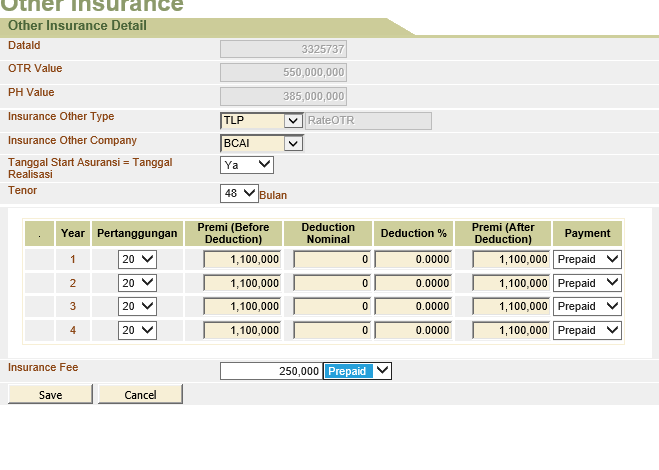 Other Insurance
Other Insurance Detail
DataId 3325737
OTR Value 550,000,000
PH Value 385,000,000
Insurance Other Type TLP RateOTR
Insurance Other Company BCAI
Tanggal Start Asuransi = Tanggal
Realisasi Ya
Tenor 48 Bulan
. Year Pertanggungan Premi (Before
Deduction) Deduction
Nominal Deduction % Premi (After
Deduction) Payment
1 20 1,100,000 0 0.0000 1,100,000 Prepaid
2 20 1,100,000 0 0.0000 1,100,000 Prepaid
3 20 1,100,000 0 0.0000 1,100,000 Prepaid
4 20 1,100,000 0 0.0000 1,100,000 Prepaid
Insurance Fee 250,000 Prepaid
Save Cancel